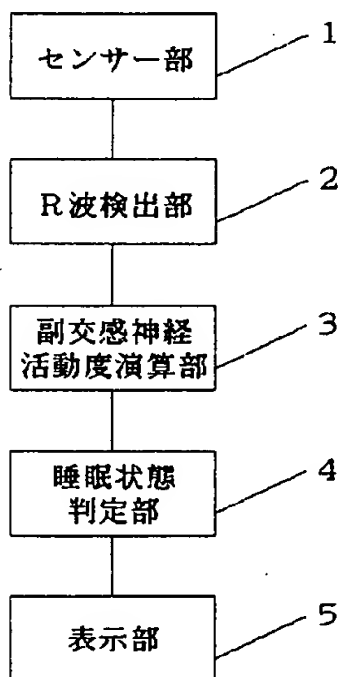 センサー部
1
R波検出部
2
副交感神経
活動度演算部
3
睡眠状態
判定部
4
表示部
5